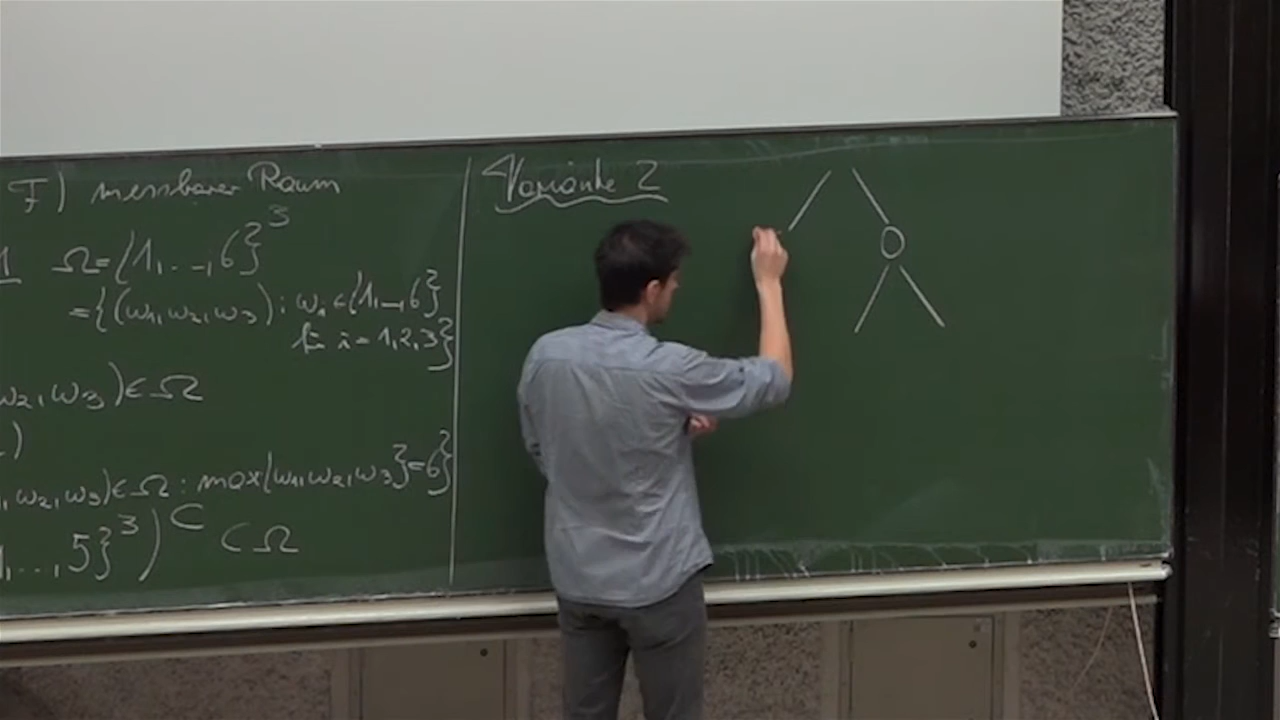 F) messbarer Raum
1 Ω={1,...,6}³
={(ω₁,ω₂,ω₃): ωᵢ∈{1,...,6}
für i=1,2,3}
ω₂,ω₃)∈Ω
)
,ω₂,ω₃)∈Ω: max{ω₁,ω₂,ω₃}=6}
1,...,5}³)ᶜ ⊂Ω
Variante 2
O